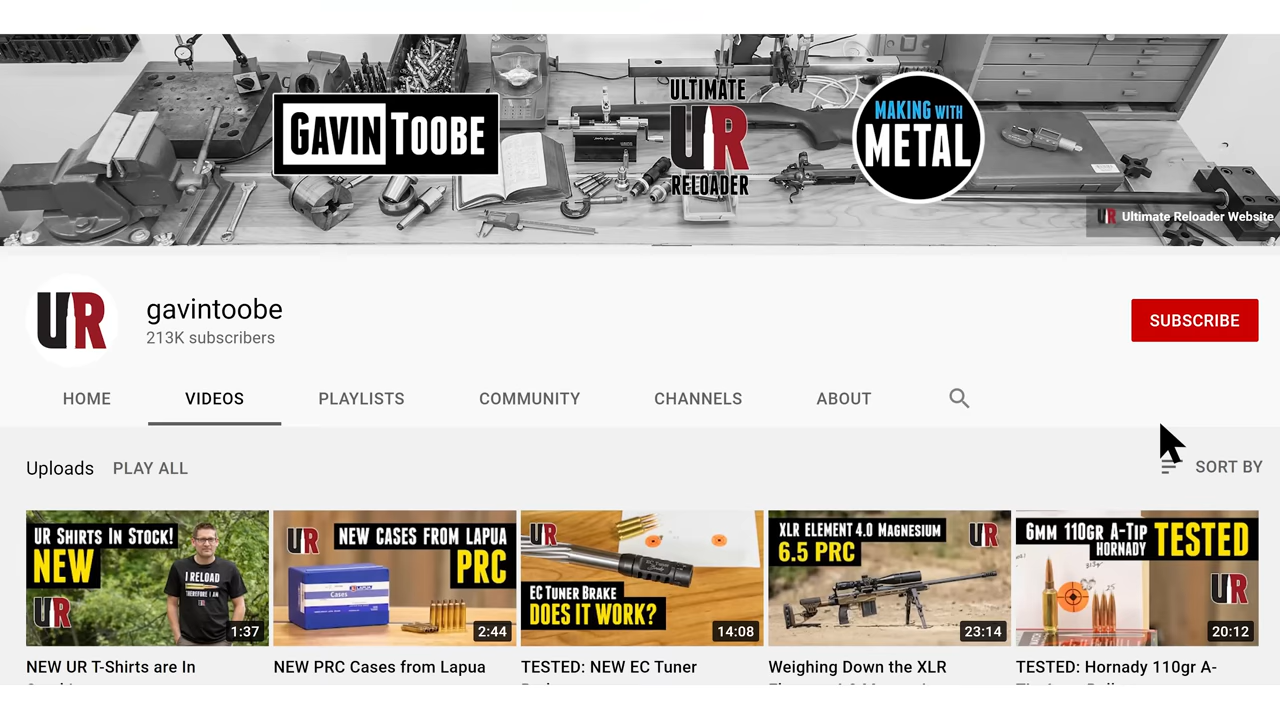 GAVIN TOOBE
ULTIMATE
UR
RELOADER
MAKING WITH
METAL
UR Ultimate Reloader Website
UR
gavintoobe
213K subscribers
SUBSCRIBE
HOME VIDEOS PLAYLISTS COMMUNITY CHANNELS ABOUT
Uploads PLAY ALL
SORT BY
UR SHIRTS IN STOCK!
NEW
I RELOAD
THEREFORE I AM
UR
1:37
NEW UR T-Shirts are In
UR
NEW CASES FROM LAPUA
PRC
LAPUA
Cases
2:44
NEW PRC Cases from Lapua
UR
EC TUNER BRAKE
DOES IT WORK?
14:08
TESTED: NEW EC Tuner
XLR ELEMENT 4.0 MAGNESIUM
6.5 PRC
UR
23:14
Weighing Down the XLR
6MM 110GR A-TIP
HORNADY
TESTED
UR
20:12
TESTED: Hornady 110gr A-